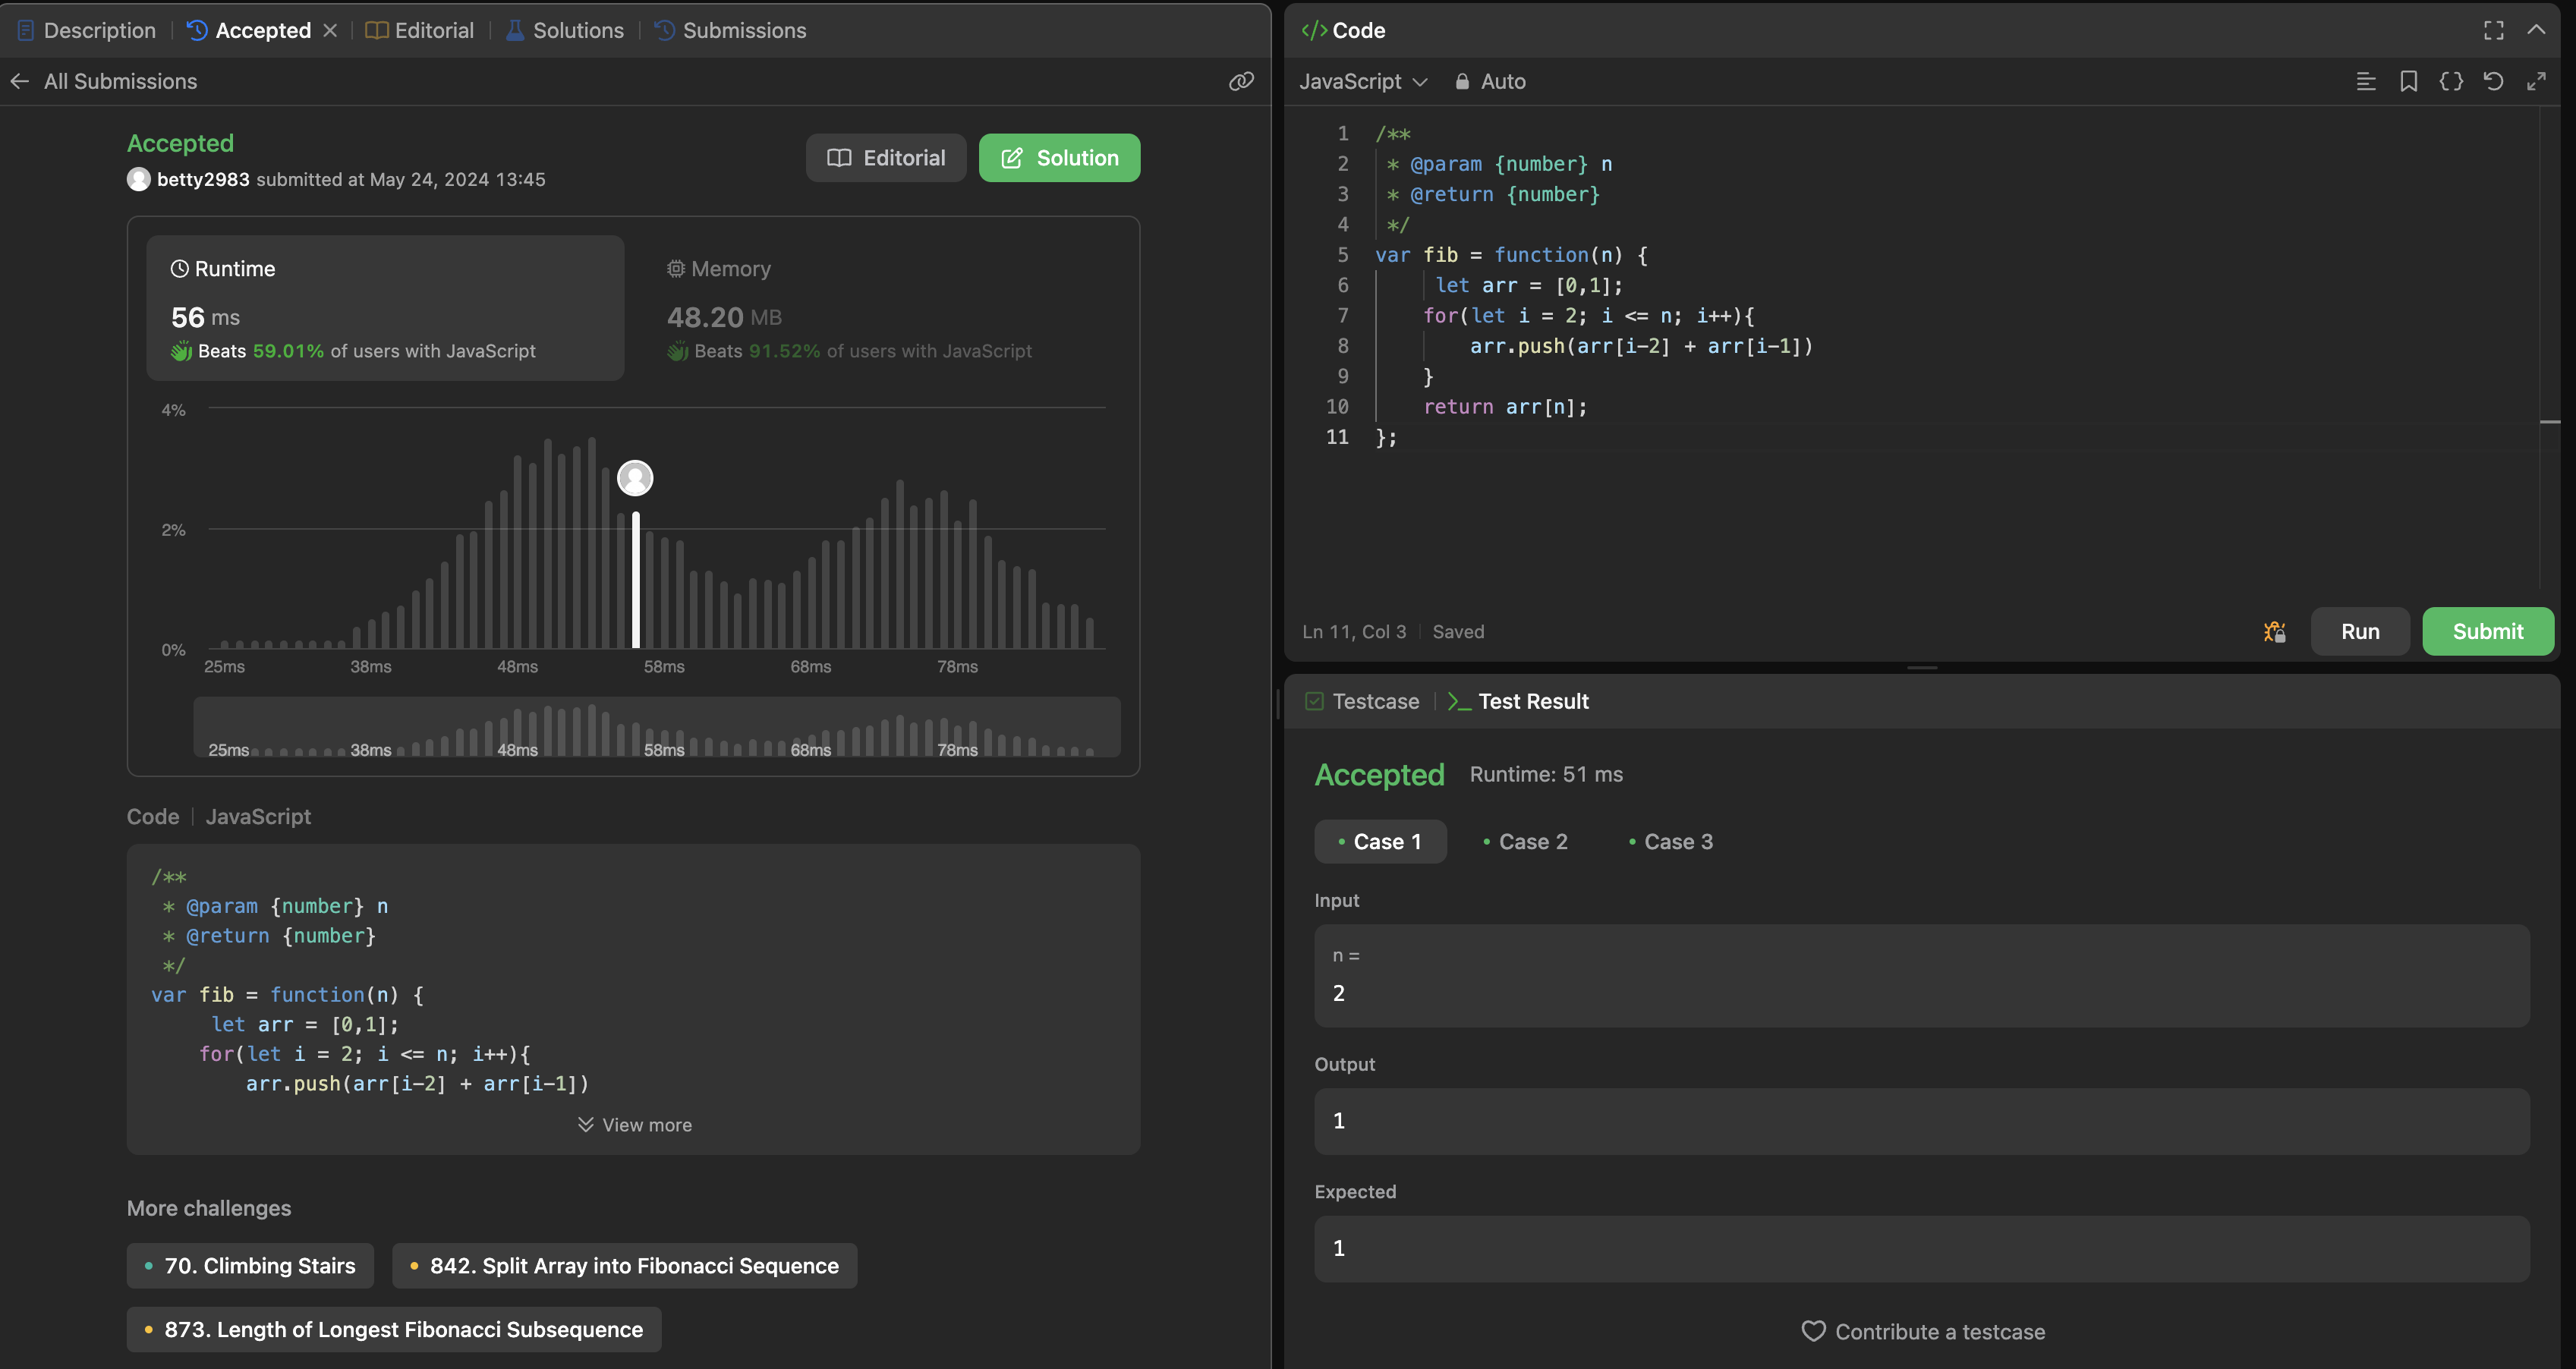 Description
Accepted
Editorial
Solutions
Submissions
All Submissions
Accepted
betty2983 submitted at May 24, 2024 13:45
Editorial
Solution
Runtime
56 ms
Beats 59.01% of users with JavaScript
Memory
48.20 MB
Beats 91.52% of users with JavaScript
4%
2%
0%
25ms 38ms 48ms 58ms 68ms 78ms
25ms 38ms 48ms 58ms 68ms 78ms
Code
JavaScript
/**
 * @param {number} n
 * @return {number}
 */
var fib = function(n) {
     let arr = [0,1];
    for(let i = 2; i <= n; i++){
        arr.push(arr[i-2] + arr[i-1])
View more
More challenges
70. Climbing Stairs
842. Split Array into Fibonacci Sequence
873. Length of Longest Fibonacci Subsequence
</> Code
JavaScript
Auto
1 /**
2  * @param {number} n
3  * @return {number}
4  */
5 var fib = function(n) {
6      let arr = [0,1];
7     for(let i = 2; i <= n; i++){
8         arr.push(arr[i-2] + arr[i-1])
9     }
10     return arr[n];
11 };
Ln 11, Col 3
Saved
Run
Submit
Testcase
Test Result
Accepted
Runtime: 51 ms
Case 1
Case 2
Case 3
Input
n =
2
Output
1
Expected
1
Contribute a testcase